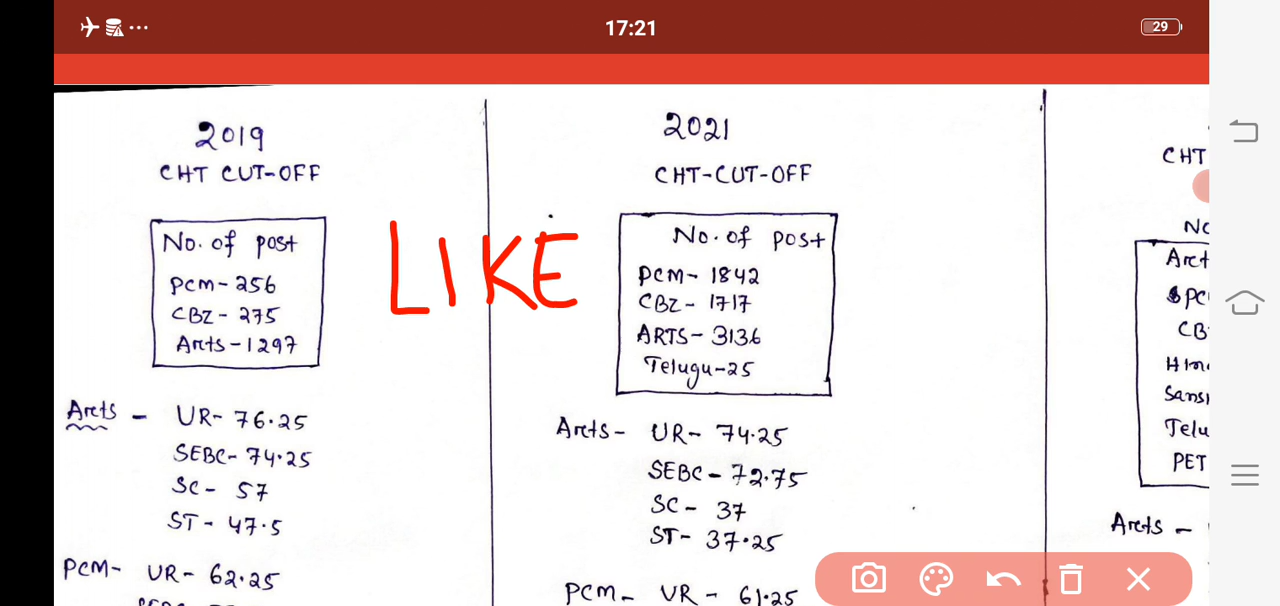 17:21
29
2019
CHT CUT-OFF
No. of post
PCM- 256
CBZ - 275
Arts -1297
Arts - UR- 76.25
SEBC- 74.25
SC - 57
ST - 47.5
PCM- UR- 62.25
LIKE
2021
CHT-CUT-OFF
No. of post
PCM- 1842
CBZ- 1717
ARTS- 3136
Telugu-25
Arts- UR- 74.25
SEBC- 72.75
SC- 37
ST- 37.25
PCM- UR- 61.25
CHT
Arts -
PET